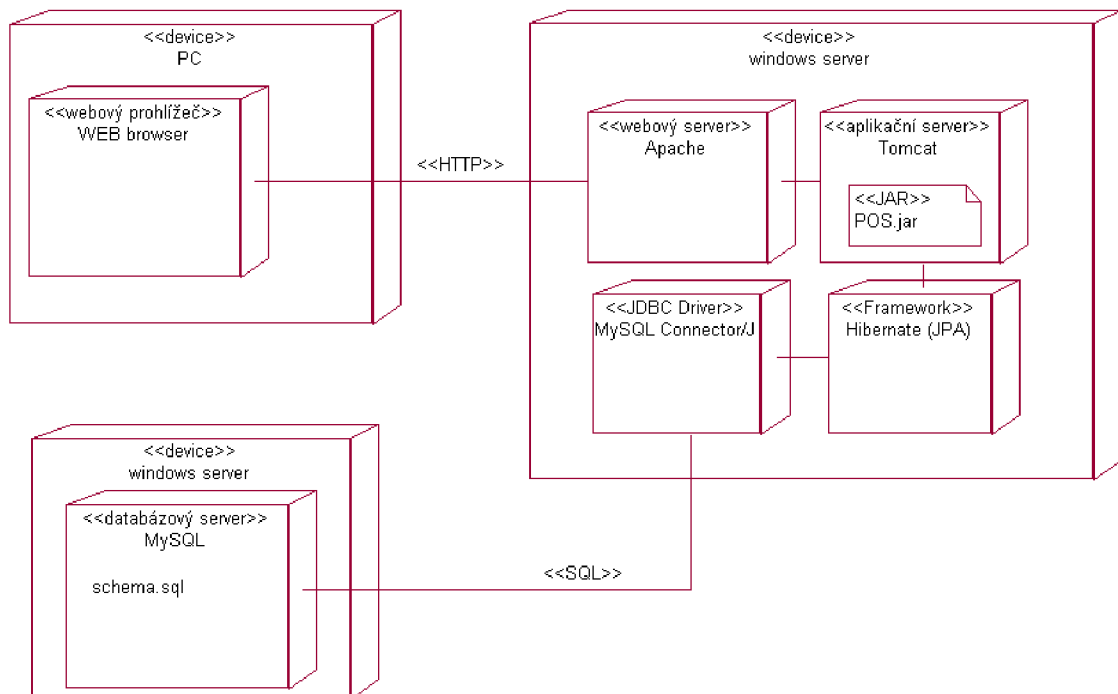 <<device>>
PC
<<webový prohlížeč>>
WEB browser
<<HTTP>>
<<device>>
windows server
<<webový server>>
Apache
<<aplikační server>>
Tomcat
<<JAR>>
POS.jar
<<JDBC Driver>>
MySQL Connector/J
<<Framework>>
Hibernate (JPA)
<<device>>
windows server
<<databázový server>>
MySQL
schema.sql
<<SQL>>